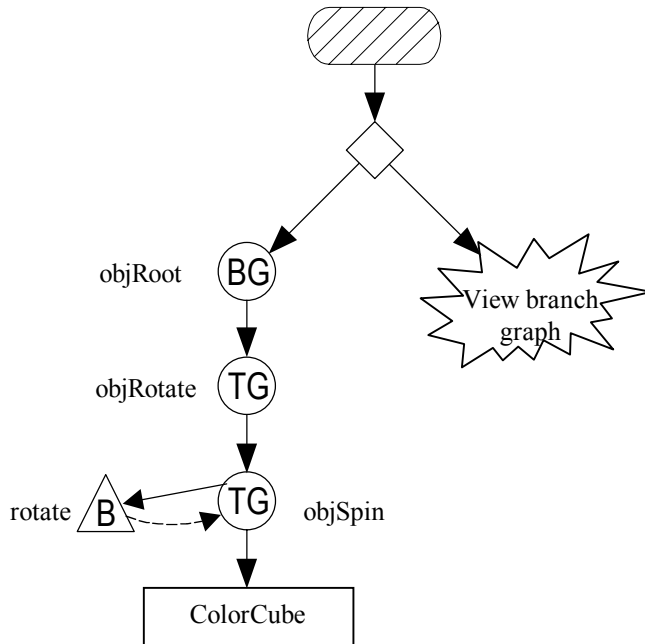 objRoot
BG
View branch
graph
objRotate
TG
rotate
B
TG
objSpin
ColorCube